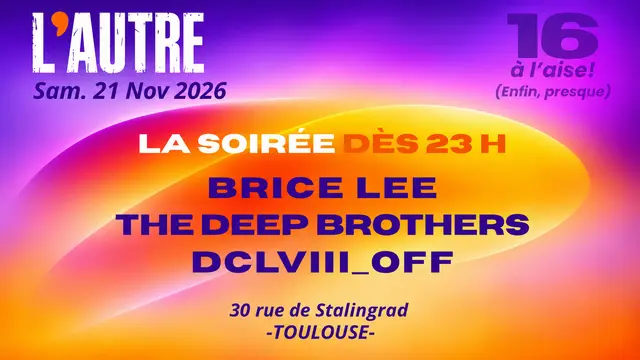 L'AUTRE
Sam. 21 Nov 2026
16
à l'aise!
(Enfin, presque)
LA SOIRÉE DÈS 23 H
BRICE LEE
THE DEEP BROTHERS
DCLVIII_OFF
30 rue de Stalingrad
-TOULOUSE-